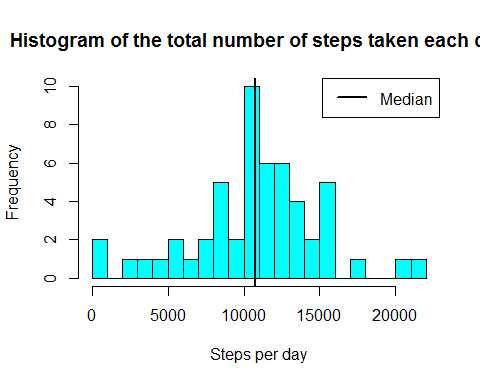 Histogram of the total number of steps taken each d
Median
Frequency
10
8
6
4
2
0
0 5000 10000 15000 20000
Steps per day